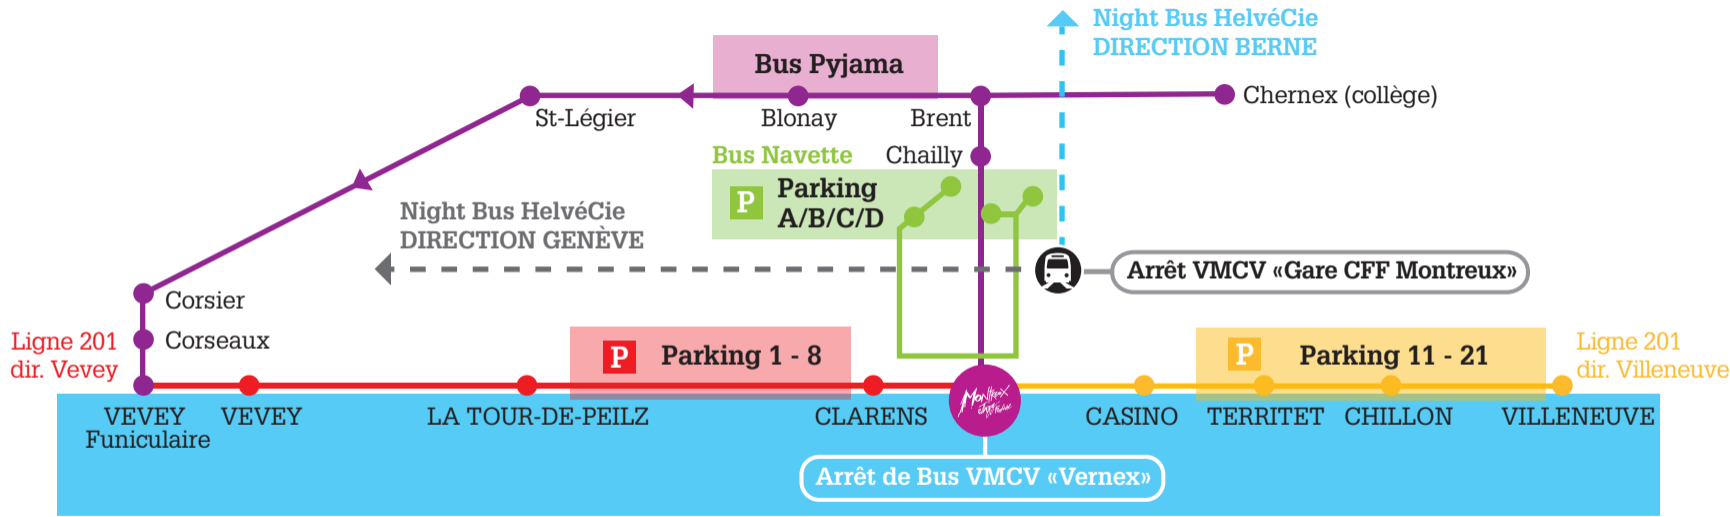 Night Bus HelvéCie
DIRECTION BERNE
Bus Pyjama
Chernex (collège)
St-Légier
Blonay
Brent
Bus Navette
Chailly
P
Parking
A/B/C/D
Night Bus HelvéCie
DIRECTION GENÈVE
Arrêt VMCV «Gare CFF Montreux»
Corsier
Corseaux
Ligne 201
dir. Vevey
P Parking 1 - 8
P Parking 11 - 21
Ligne 201
dir. Villeneuve
Montreux
VEVEY
Funiculaire
VEVEY
LA TOUR-DE-PEILZ
CLARENS
CASINO
TERRITET
CHILLON
VILLENEUVE
Arrêt de Bus VMCV «Vernex»